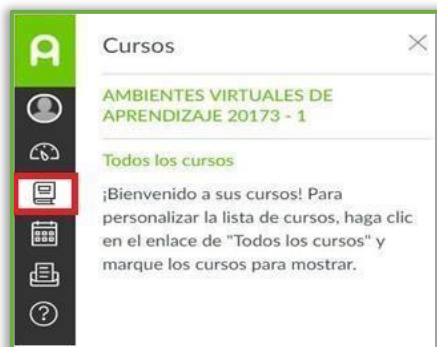 Cursos
AMBIENTES VIRTUALES DE
APRENDIZAJE 20173 - 1
Todos los cursos
¡Bienvenido a sus cursos! Para
personalizar la lista de cursos, haga clic
en el enlace de "Todos los cursos" y
marque los cursos para mostrar.